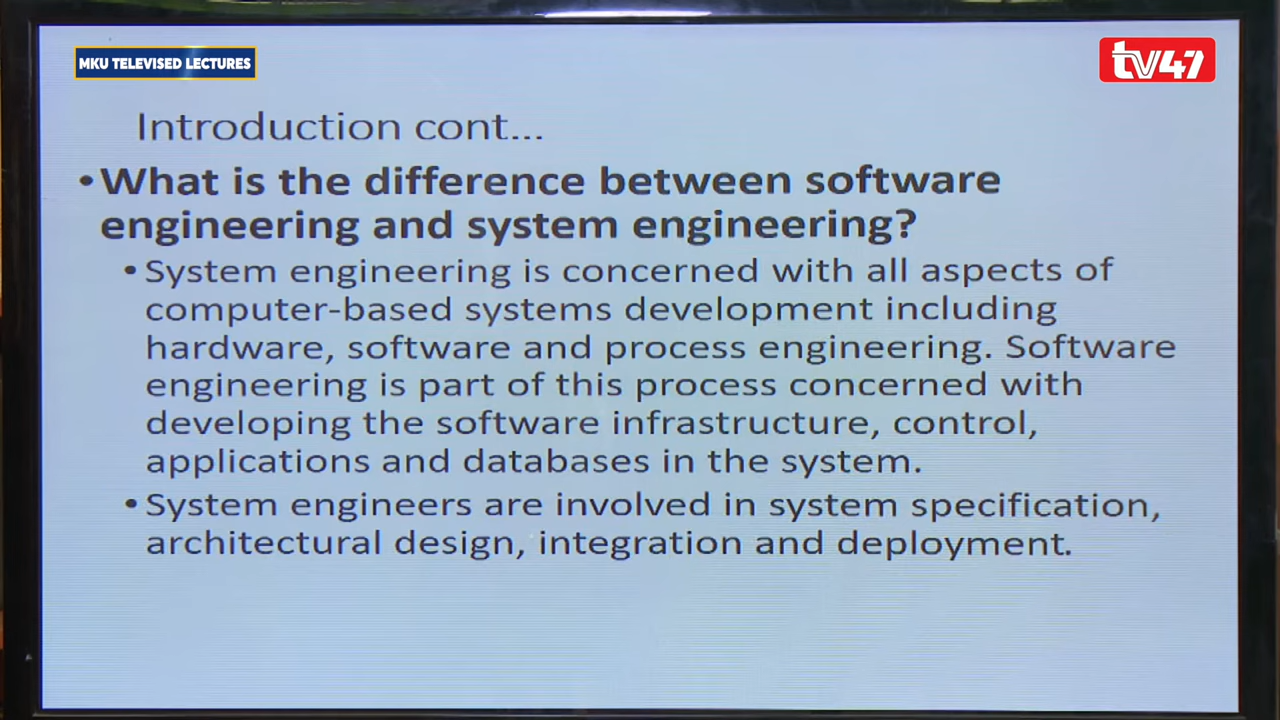 MKU TELEVISED LECTURES
tv47
Introduction cont...
• What is the difference between software
engineering and system engineering?
• System engineering is concerned with all aspects of
computer-based systems development including
hardware, software and process engineering. Software
engineering is part of this process concerned with
developing the software infrastructure, control,
applications and databases in the system.
• System engineers are involved in system specification,
architectural design, integration and deployment.